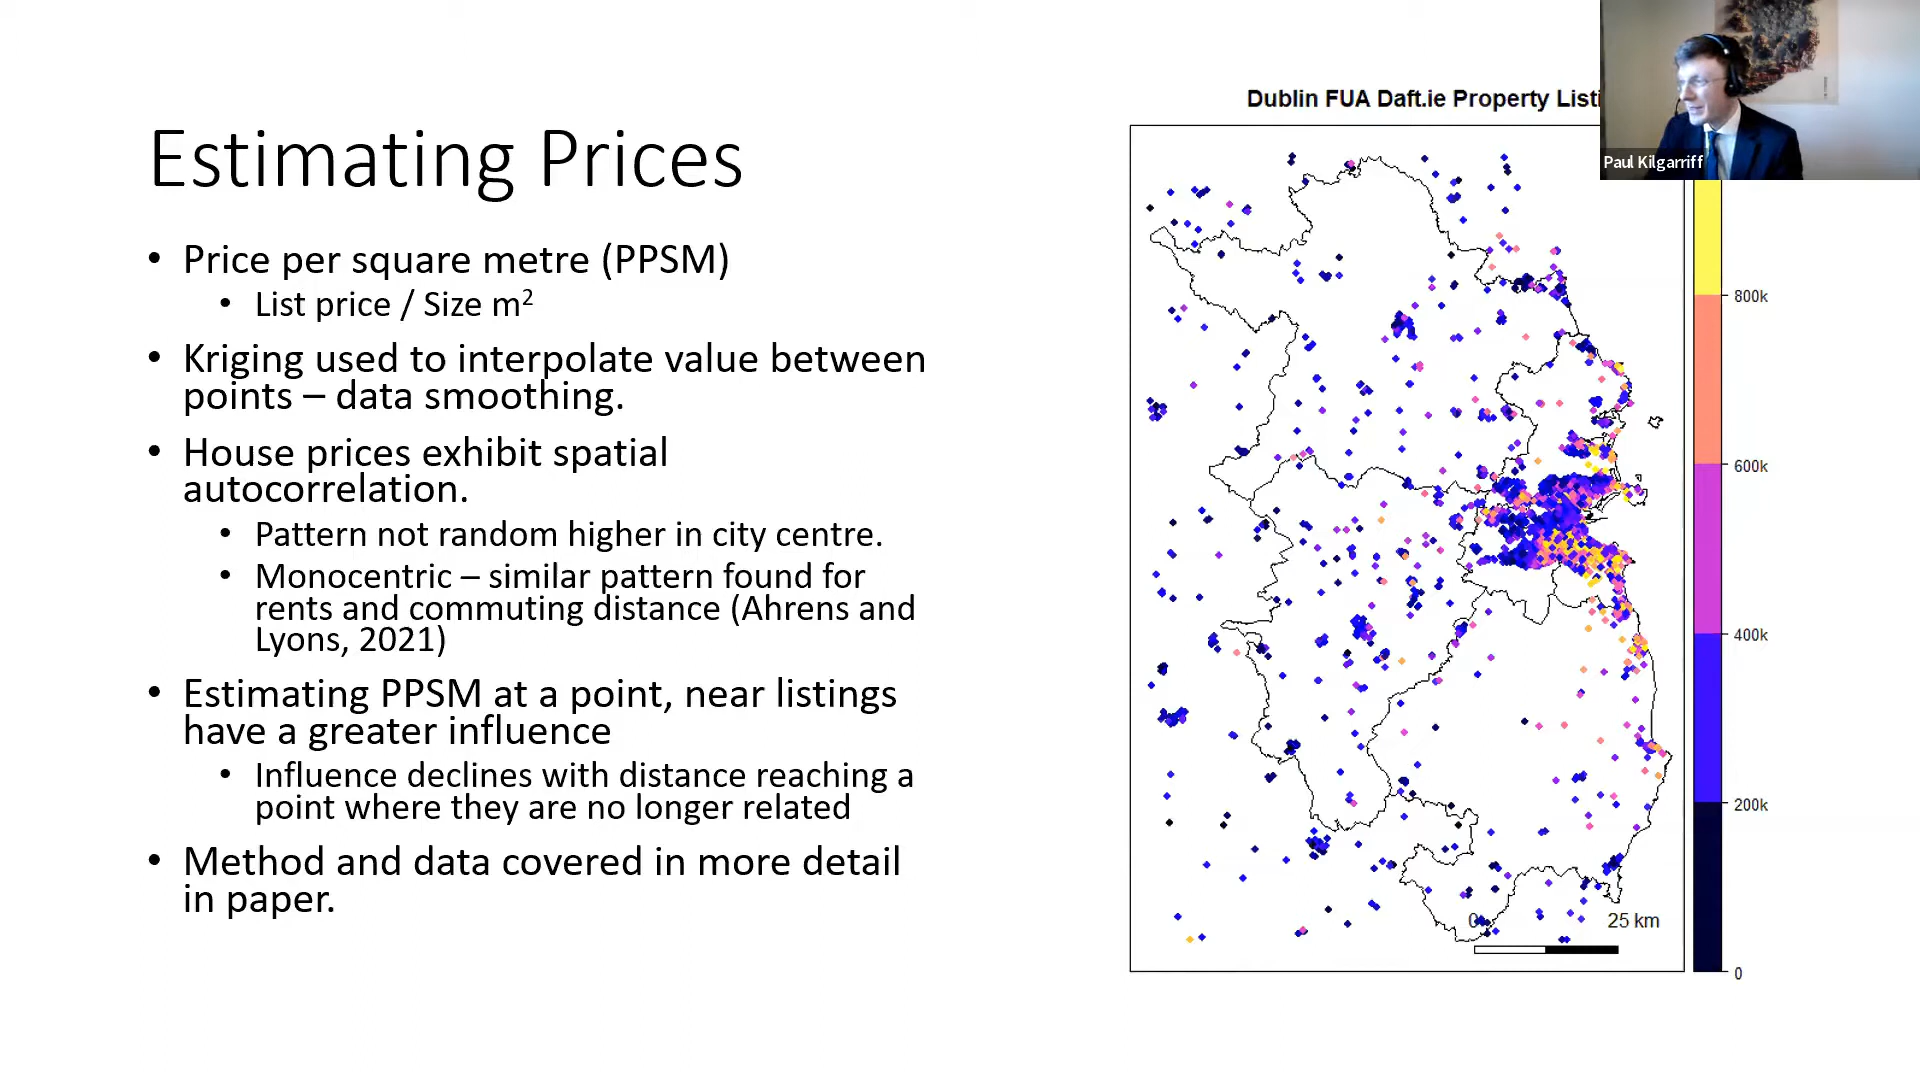 Estimating Prices
• Price per square metre (PPSM)
• List price / Size m²
• Kriging used to interpolate value between
points – data smoothing.
• House prices exhibit spatial
autocorrelation.
• Pattern not random higher in city centre.
• Monocentric – similar pattern found for
rents and commuting distance (Ahrens and
Lyons, 2021)
• Estimating PPSM at a point, near listings
have a greater influence
• Influence declines with distance reaching a
point where they are no longer related
• Method and data covered in more detail
in paper.
Dublin FUA Daft.ie Property Listi
Paul Kilgarriff
800k
600k
400k
200k
0
0 25 km